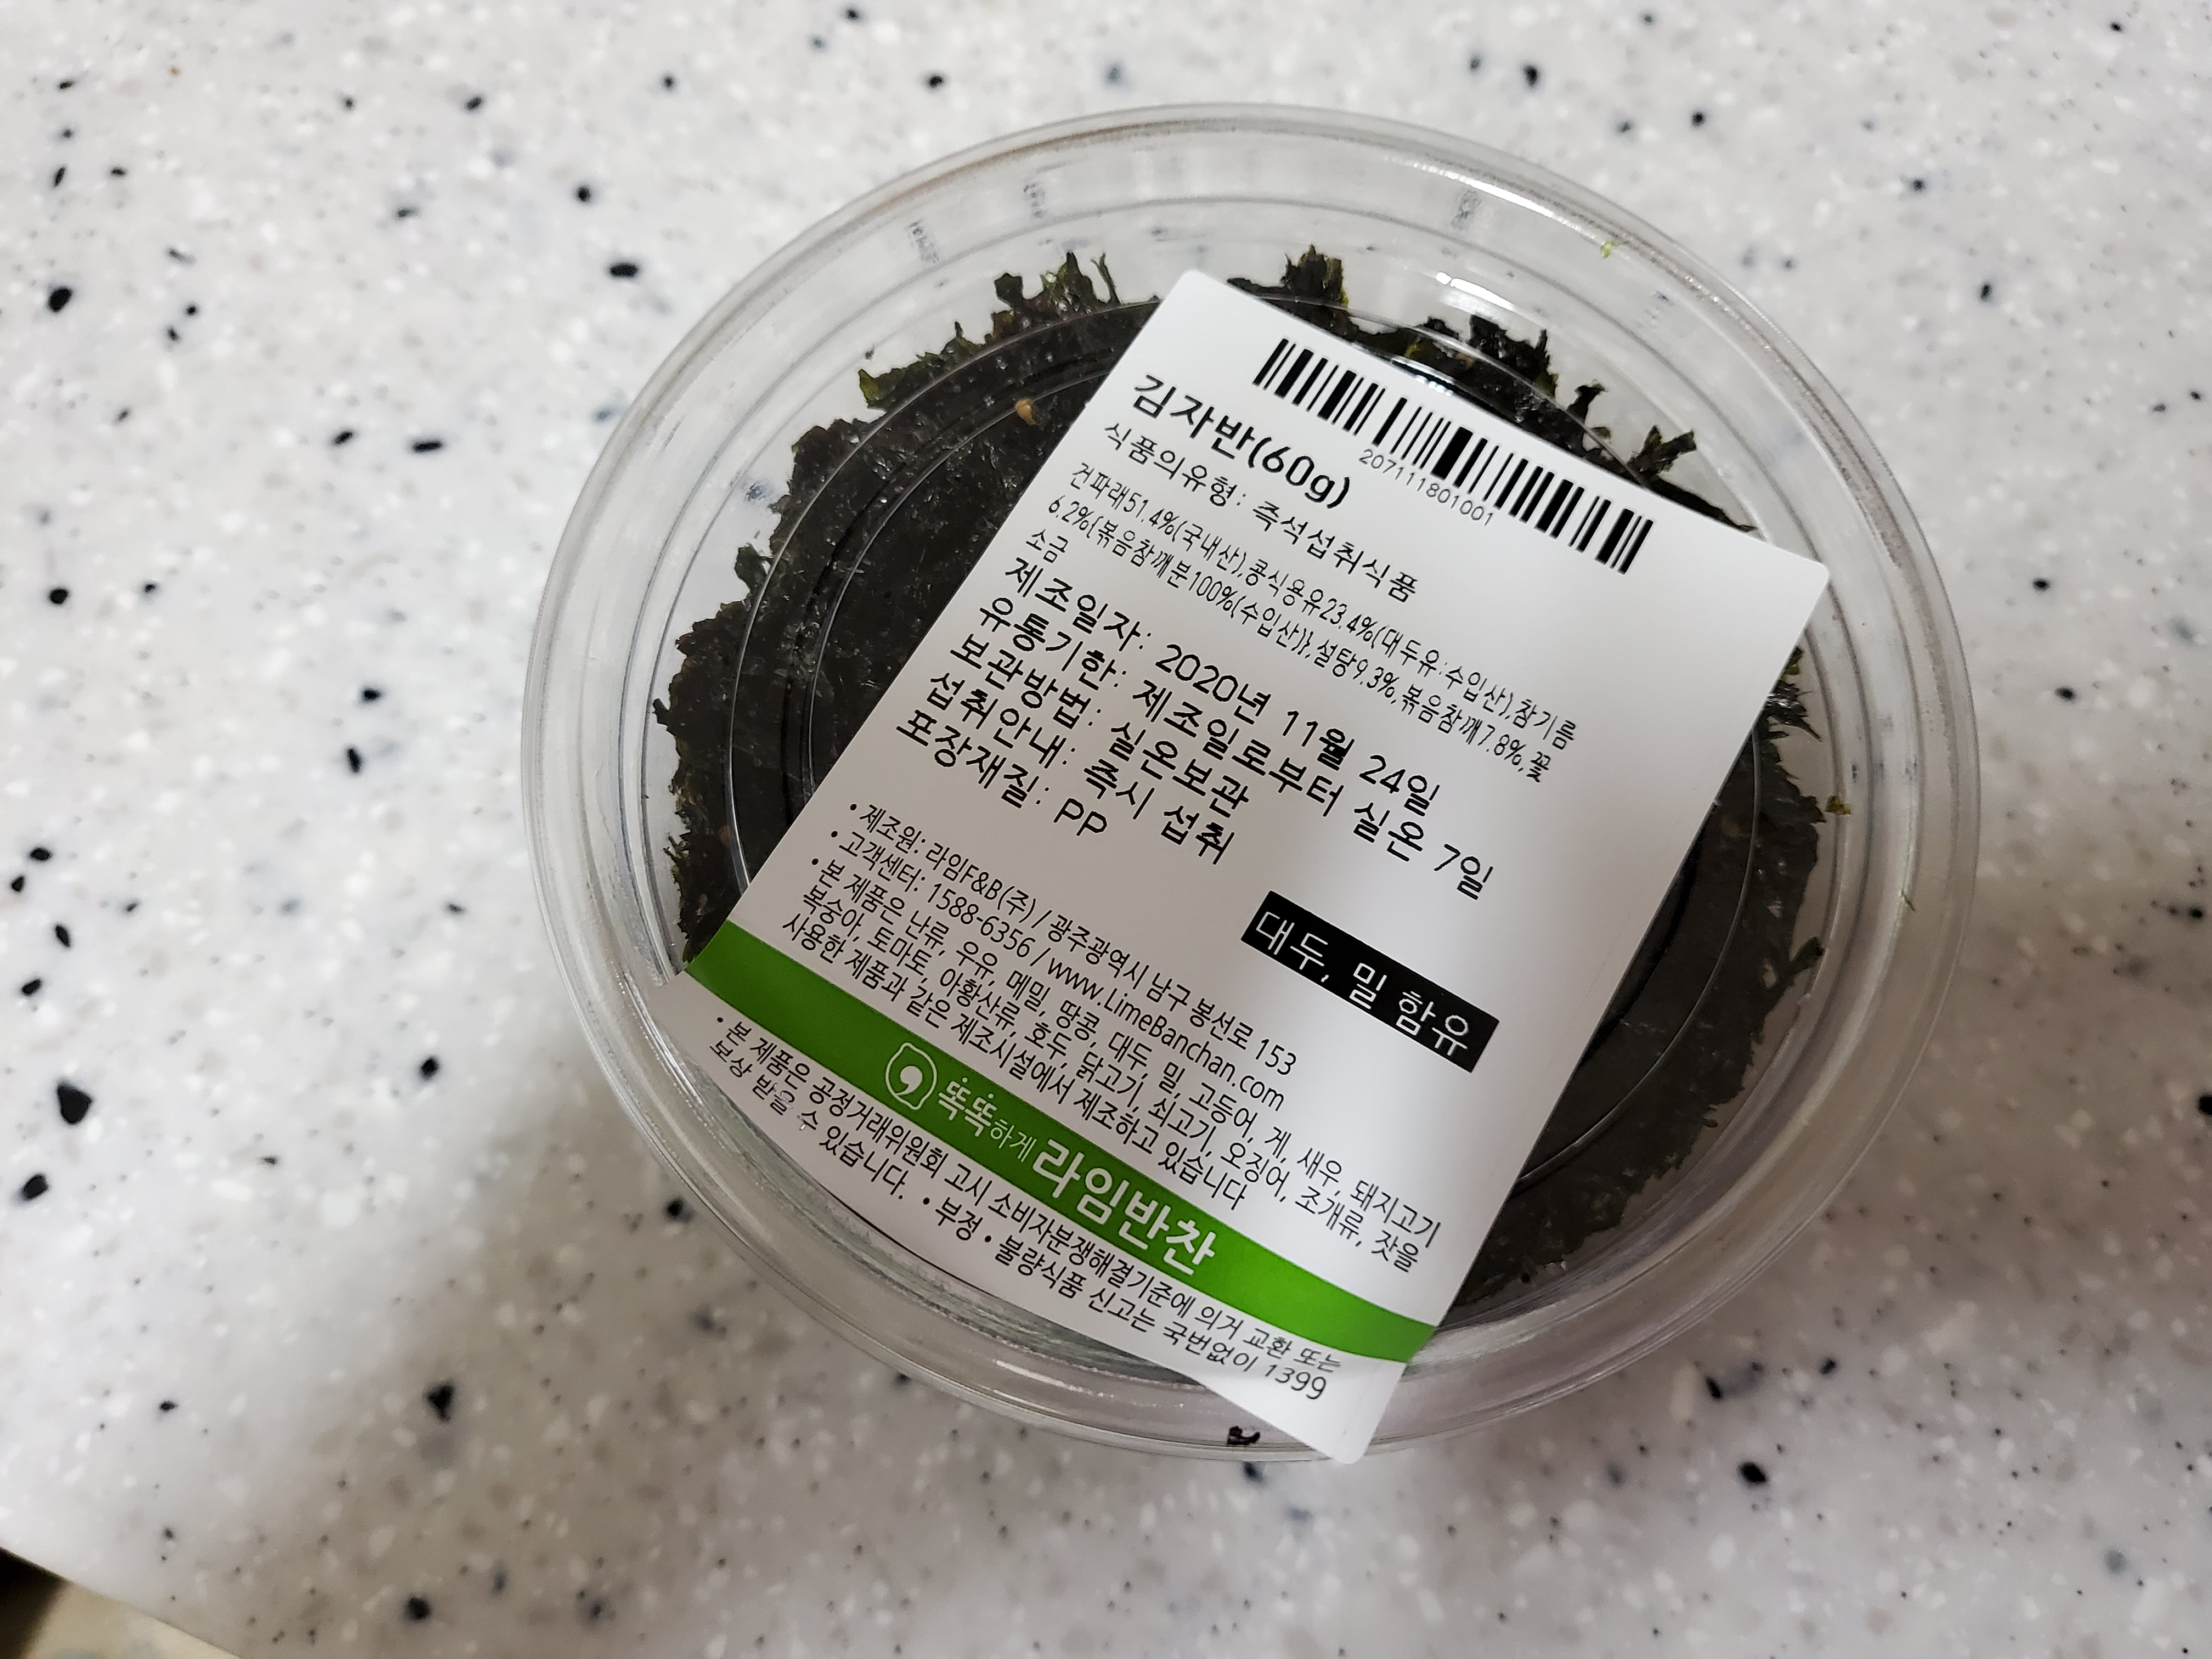 207111801001
김자반(60g)
식품의유형: 즉석섭취식품
건파래51.4%(국내산),콩식용유23.4%(대두유:수입산),참기름
6.2%{볶음참깨분100%(수입산)},설탕9.3%,볶음참깨7.8%,꽃
소금
제조일자: 2020년 11월 24일
유통기한: 제조일로부터 실온 7일
보관방법: 실온보관
섭취안내: 즉시 섭취
포장재질: PP
대두, 밀 함유
• 제조원: 라임F&B(주) / 광주광역시 남구 봉선로 153
• 고객센터: 1588-6356 / www.LimeBanchan.com
• 본 제품은 난류, 우유, 메밀, 땅콩, 대두, 밀, 고등어, 게, 새우, 돼지고기
복숭아, 토마토, 아황산류, 호두, 닭고기, 쇠고기, 오징어, 조개류, 잣을
사용한 제품과 같은 제조시설에서 제조하고 있습니다
똑똑하게 라임반찬
• 본 제품은 공정거래위원회 고시 소비자분쟁해결기준에 의거 교환 또는
보상 받을 수 있습니다. • 부정 • 불량식품 신고는 국번없이 1399